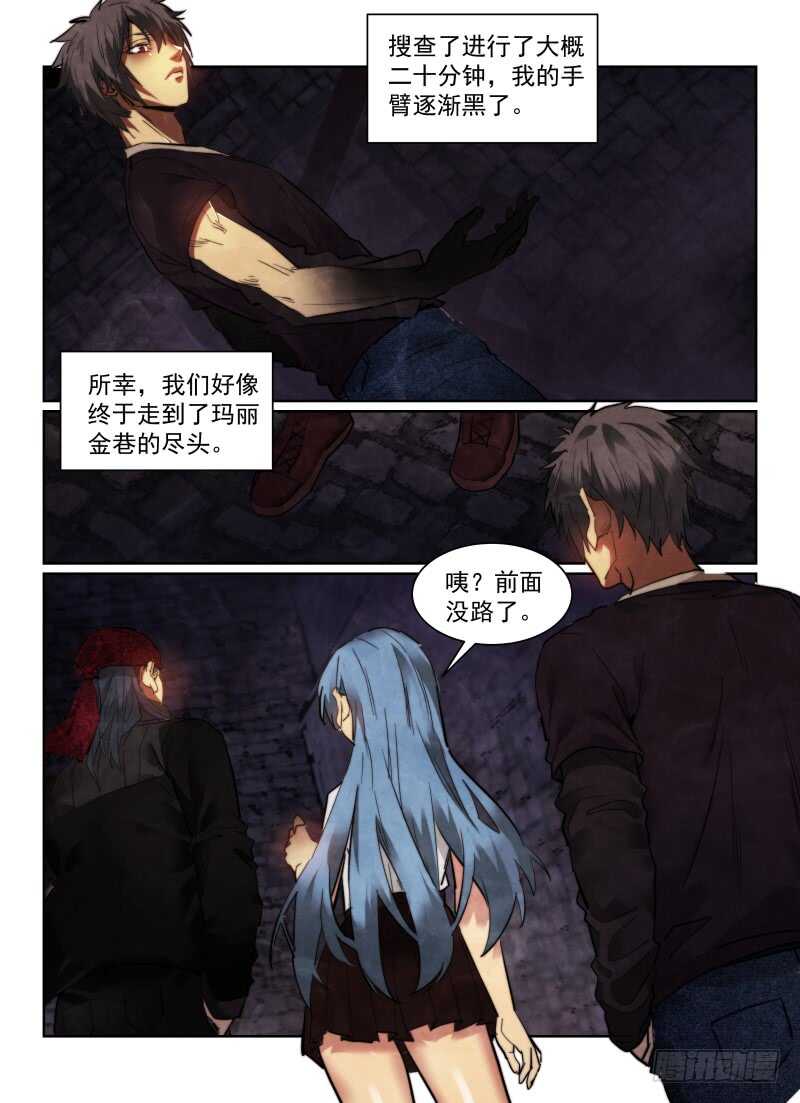 搜查了进行了大概
二十分钟，我的手
臂逐渐黑了。
所幸，我们好像
终于走到了玛丽
金巷的尽头。
咦？前面
没路了。
腾讯动漫